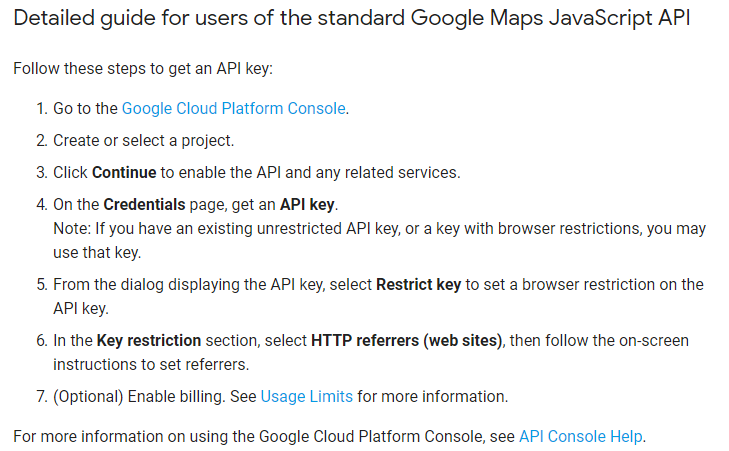 Detailed guide for users of the standard Google Maps JavaScript API
Follow these steps to get an API key:
1. Go to the Google Cloud Platform Console.
2. Create or select a project.
3. Click Continue to enable the API and any related services.
4. On the Credentials page, get an API key.
Note: If you have an existing unrestricted API key, or a key with browser restrictions, you may
use that key.
5. From the dialog displaying the API key, select Restrict key to set a browser restriction on the
API key.
6. In the Key restriction section, select HTTP referrers (web sites), then follow the on-screen
instructions to set referrers.
7. (Optional) Enable billing. See Usage Limits for more information.
For more information on using the Google Cloud Platform Console, see API Console Help.